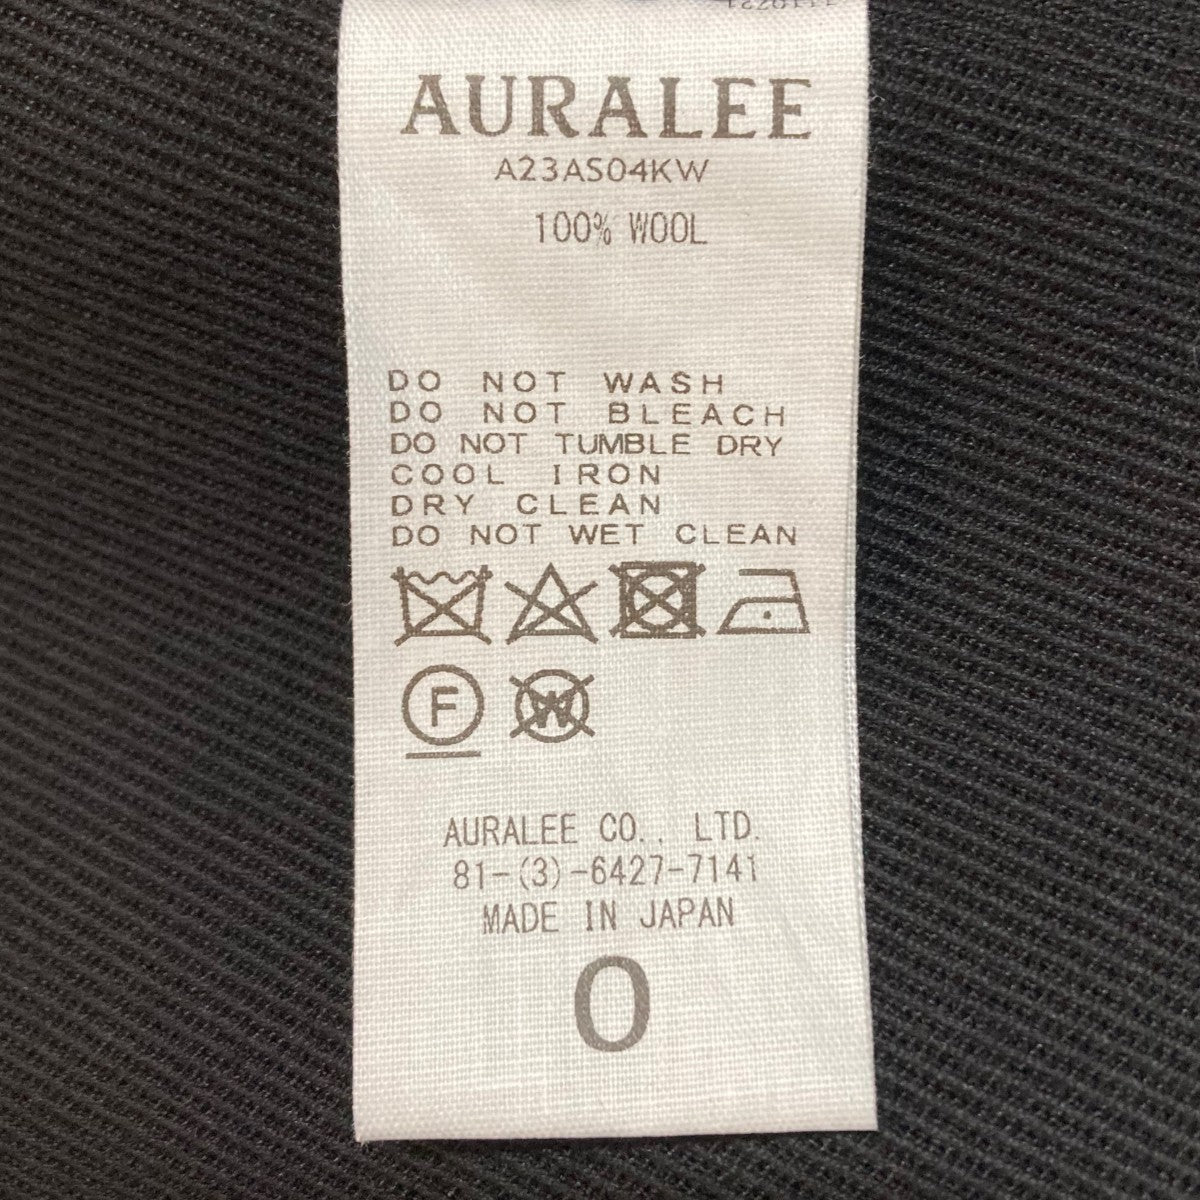 AURALEE
A23AS04KW
100% WOOL
DO NOT WASH
DO NOT BLEACH
DO NOT TUMBLE DRY
COOL IRON
DRY CLEAN
DO NOT WET CLEAN
F W
AURALEE CO., LTD.
81-(3)-6427-7141
MADE IN JAPAN
0